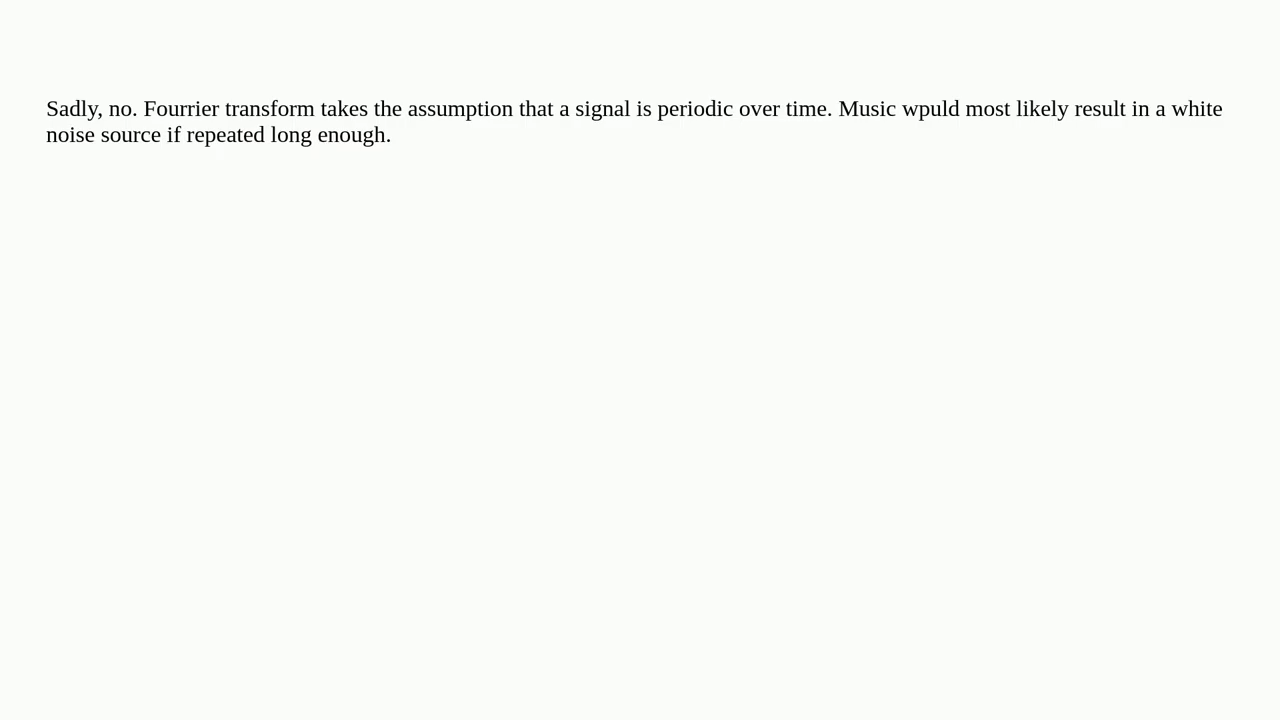 Sadly, no. Fourrier transform takes the assumption that a signal is periodic over time. Music wpuld most likely result in a white
noise source if repeated long enough.